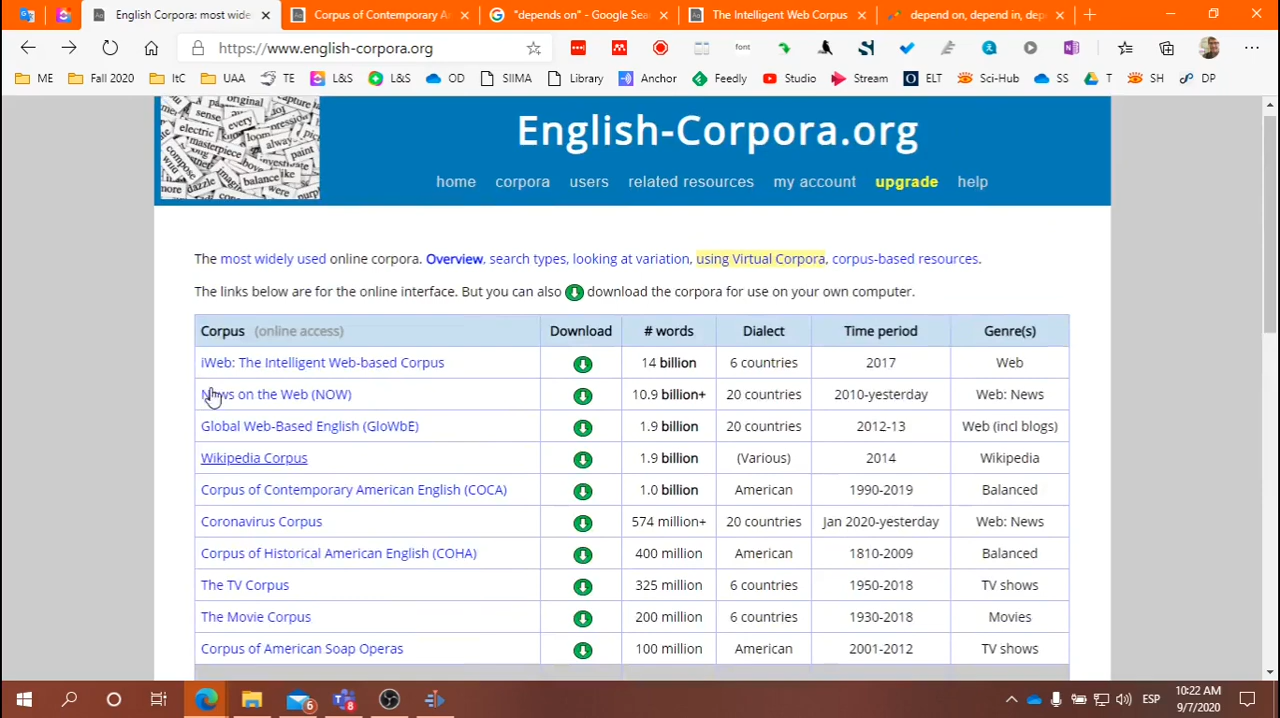 English Corpora: most wide
Corpus of Contemporary A
"depends on" - Google Sea
The Intelligent Web Corpus
depend on, depend in, dep
https://www.english-corpora.org
font
ME
Fall 2020
ItC
UAA
TE
L&S
L&S
OD
SIIMA
Library
Anchor
Feedly
Studio
Stream
ELT
Sci-Hub
SS
T
SH
DP
English-Corpora.org
home corpora users related resources my account upgrade help
The most widely used online corpora. Overview, search types, looking at variation, using Virtual Corpora, corpus-based resources.
The links below are for the online interface. But you can also download the corpora for use on your own computer.
Corpus (online access) Download # words Dialect Time period Genre(s)
iWeb: The Intelligent Web-based Corpus 14 billion 6 countries 2017 Web
News on the Web (NOW) 10.9 billion+ 20 countries 2010-yesterday Web: News
Global Web-Based English (GloWbE) 1.9 billion 20 countries 2012-13 Web (incl blogs)
Wikipedia Corpus 1.9 billion (Various) 2014 Wikipedia
Corpus of Contemporary American English (COCA) 1.0 billion American 1990-2019 Balanced
Coronavirus Corpus 574 million+ 20 countries Jan 2020-yesterday Web: News
Corpus of Historical American English (COHA) 400 million American 1810-2009 Balanced
The TV Corpus 325 million 6 countries 1950-2018 TV shows
The Movie Corpus 200 million 6 countries 1930-2018 Movies
Corpus of American Soap Operas 100 million American 2001-2012 TV shows
6
8
ESP
10:22 AM
9/7/2020